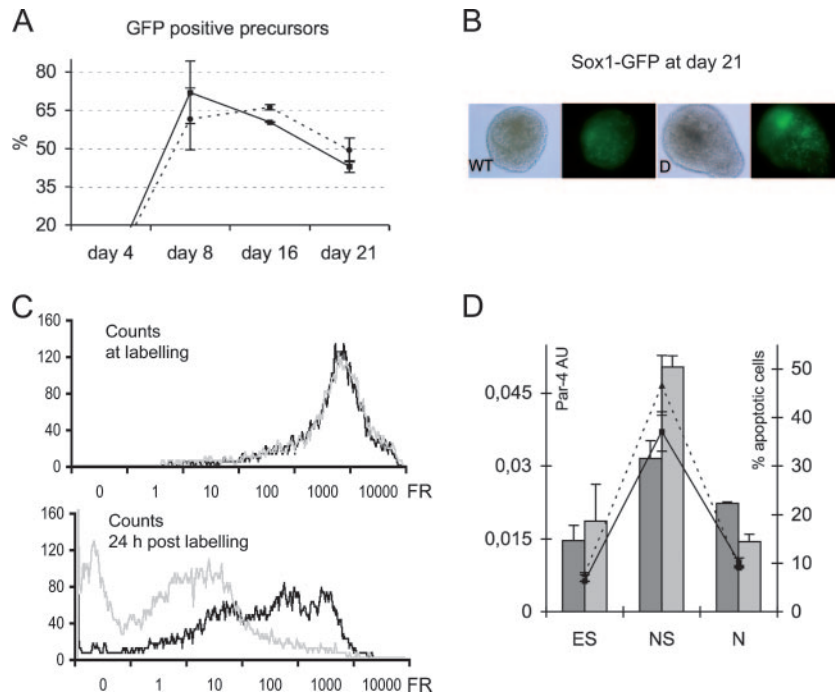 A
GFP positive precursors
80
65
50
35
20
%
day 4 day 8 day 16 day 21
B
Sox1-GFP at day 21
WT D
C
Counts
at labelling
160
120
80
40
0
0 1 10 100 1000 10000 FR
Counts
24 h post labelling
160
120
80
40
0
0 1 10 100 1000 10000 FR
D
Par-4 AU
0,045
0,03
0,015
0
% apoptotic cells
50
40
30
20
10
0
ES NS N